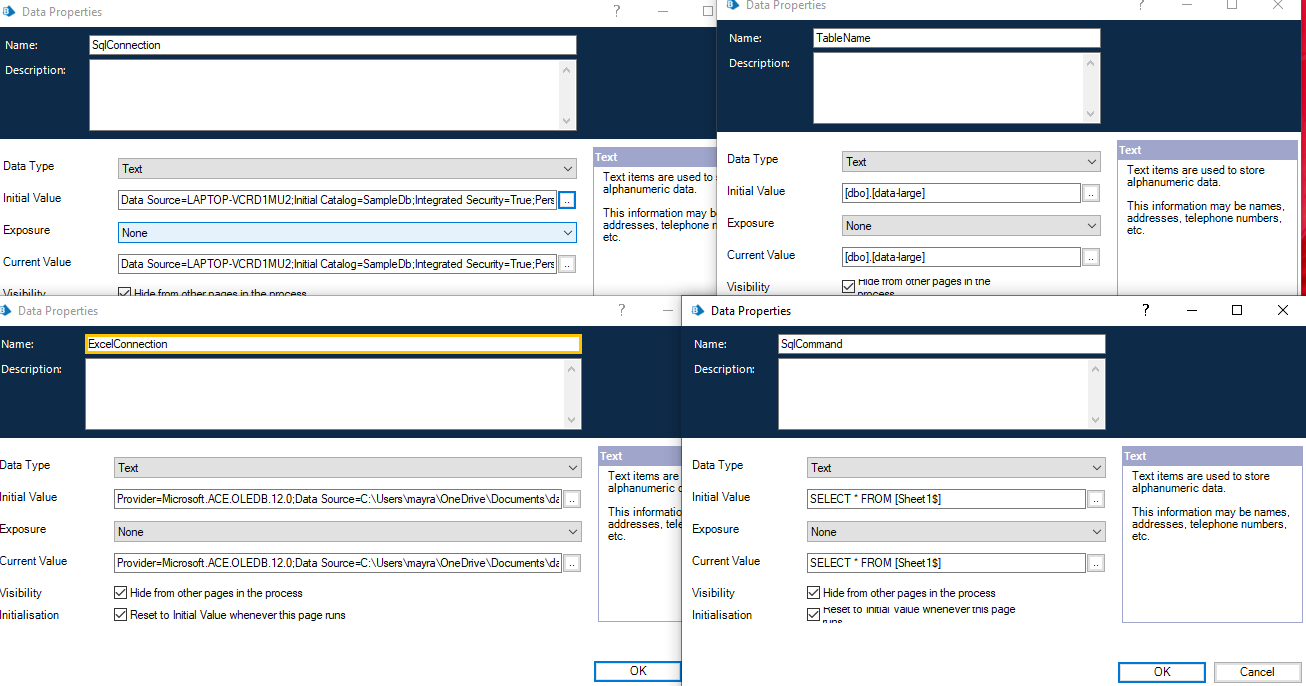 Data Properties
?
Name:
SqlConnection
Description:
Data Type
Text
Initial Value
Data Source=LAPTOP-VCRD1MU2;Initial Catalog=SampleDb;Integrated Security=True;Pers
..
Exposure
None
Current Value
Data Source=LAPTOP-VCRD1MU2;Initial Catalog=SampleDb;Integrated Security=True;Pers
..
Visibility
Hide from other pages in the process
Text
Text items are used to
alphanumeric data.
This information may b
addresses, telephone n
etc.
Data Properties
?
Name:
TableName
Description:
Data Type
Text
Initial Value
[dbo].[data-large]
..
Exposure
None
Current Value
[dbo].[data-large]
..
Visibility
Hide from other pages in the
process
Text
Text items are used to store
alphanumeric data.
This information may be names,
addresses, telephone numbers,
etc.
Data Properties
?
Name:
ExcelConnection
Description:
Data Type
Text
Initial Value
Provider=Microsoft.ACE.OLEDB.12.0;Data Source=C:\Users\mayra\OneDrive\Documents\da
..
Exposure
None
Current Value
Provider=Microsoft.ACE.OLEDB.12.0;Data Source=C:\Users\mayra\OneDrive\Documents\da
..
Visibility
Hide from other pages in the process
Initialisation
Reset to Initial Value whenever this page runs
Text
Text items are used to
alphanumeric d
This information may b
addresses, tele
etc.
OK
Data Properties
?
Name:
SqlCommand
Description:
Data Type
Text
Initial Value
SELECT * FROM [Sheet1$]
..
Exposure
None
Current Value
SELECT * FROM [Sheet1$]
..
Visibility
Hide from other pages in the process
Initialisation
Reset to Initial Value whenever this page
runs
Text
Text items are used to store
alphanumeric data.
This information may be names,
addresses, telephone numbers,
etc.
OK
Cancel